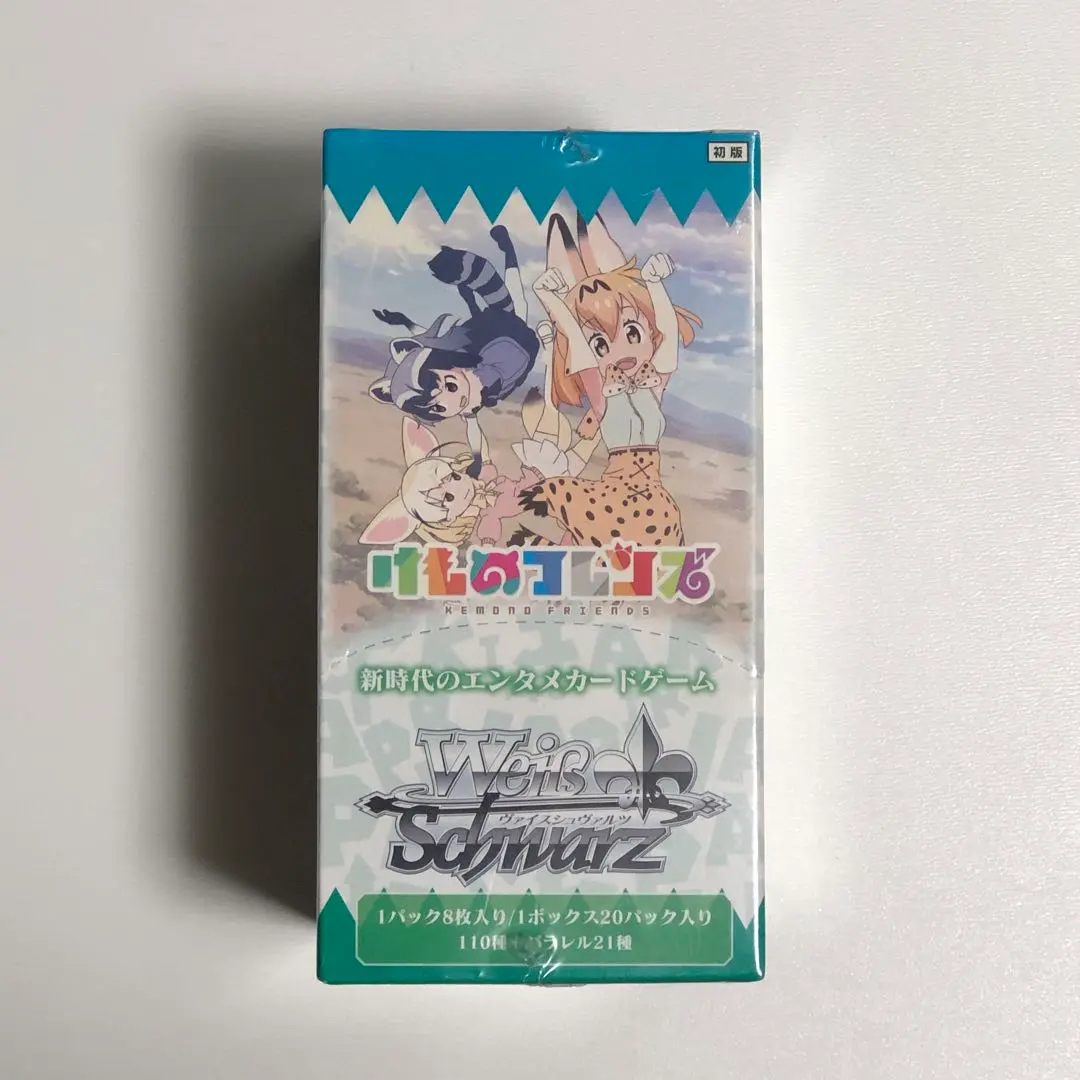 初版
けものフレンズ
KEMONO FRIENDS
新時代のエンタメカードゲーム
Weiß
ヴァイスシュヴァルツ
Schwarz
1パック8枚入り/1ボックス20パック入り
110種+パラレル21種